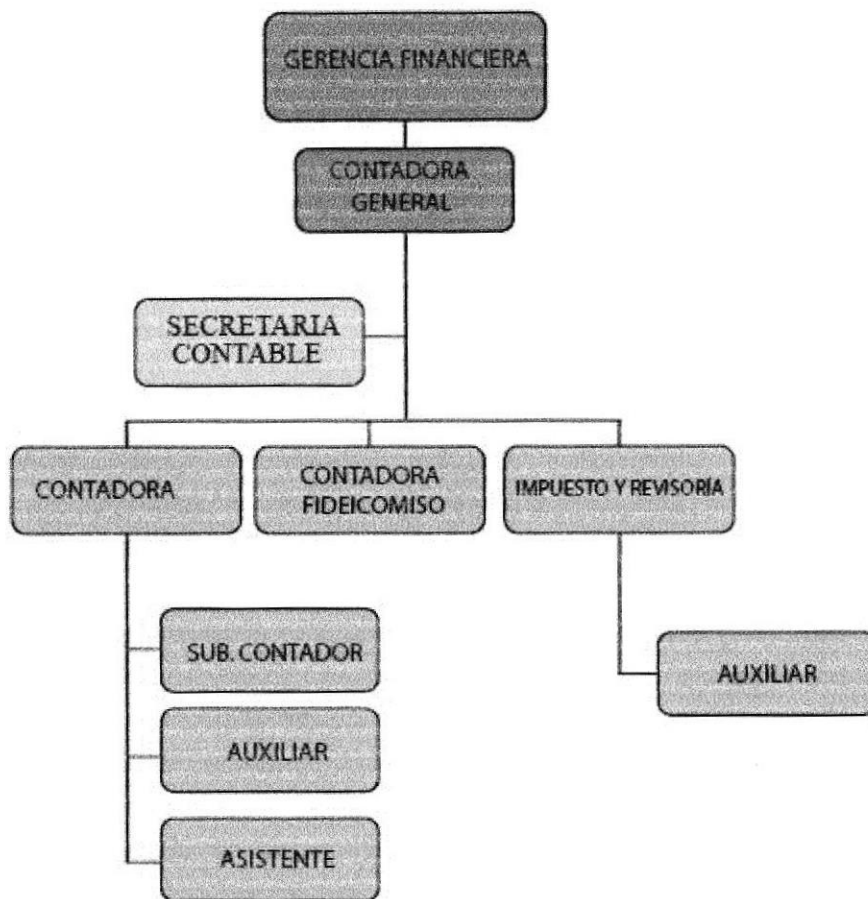 GERENCIA FINANCIERA
CONTADORA
GENERAL
SECRETARIA
CONTABLE
CONTADORA
CONTADORA
FIDEICOMISO
IMPUESTO Y REVISORÍA
SUB. CONTADOR
AUXILIAR
AUXILIAR
ASISTENTE